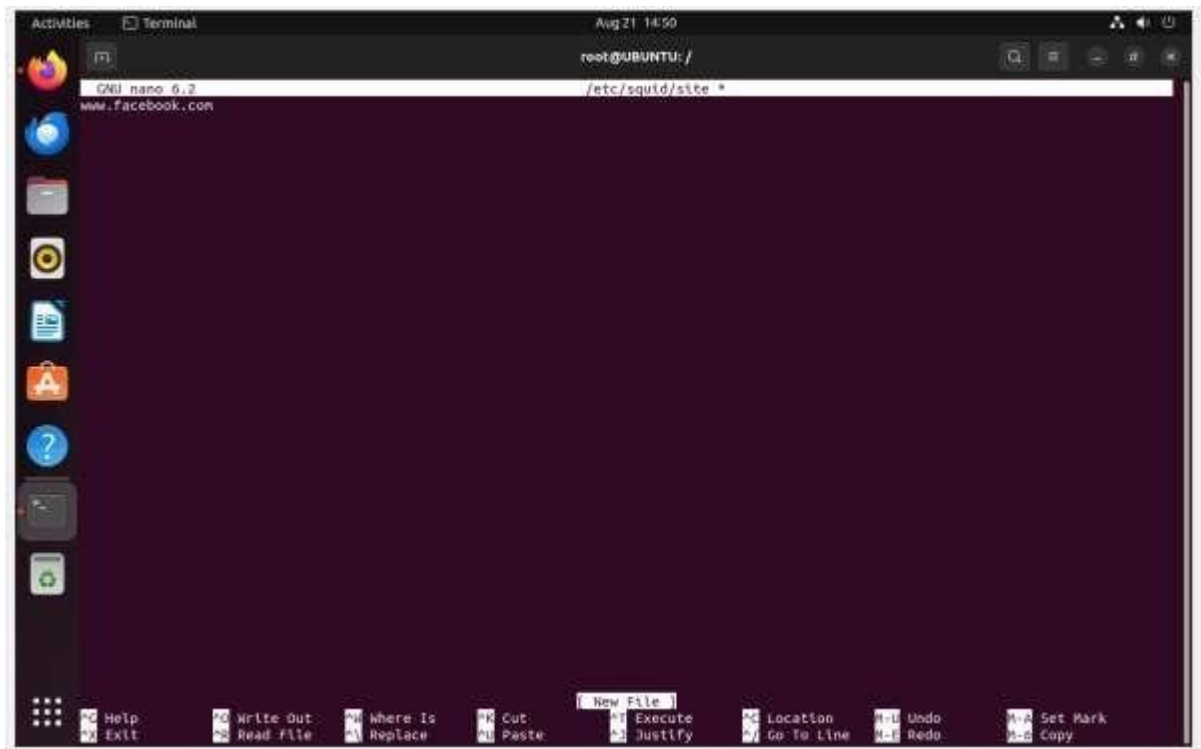 Activities Terminal Aug 21 14:50
root@UBUNTU: /
GNU nano 6.2 /etc/squid/site *
www.facebook.com
[ New File ]
^G Help ^O Write Out ^W Where Is ^K Cut ^T Execute ^C Location M-U Undo M-A Set Mark
^X Exit ^R Read File ^\ Replace ^U Paste ^J Justify ^/ Go To Line M-E Redo M-6 Copy